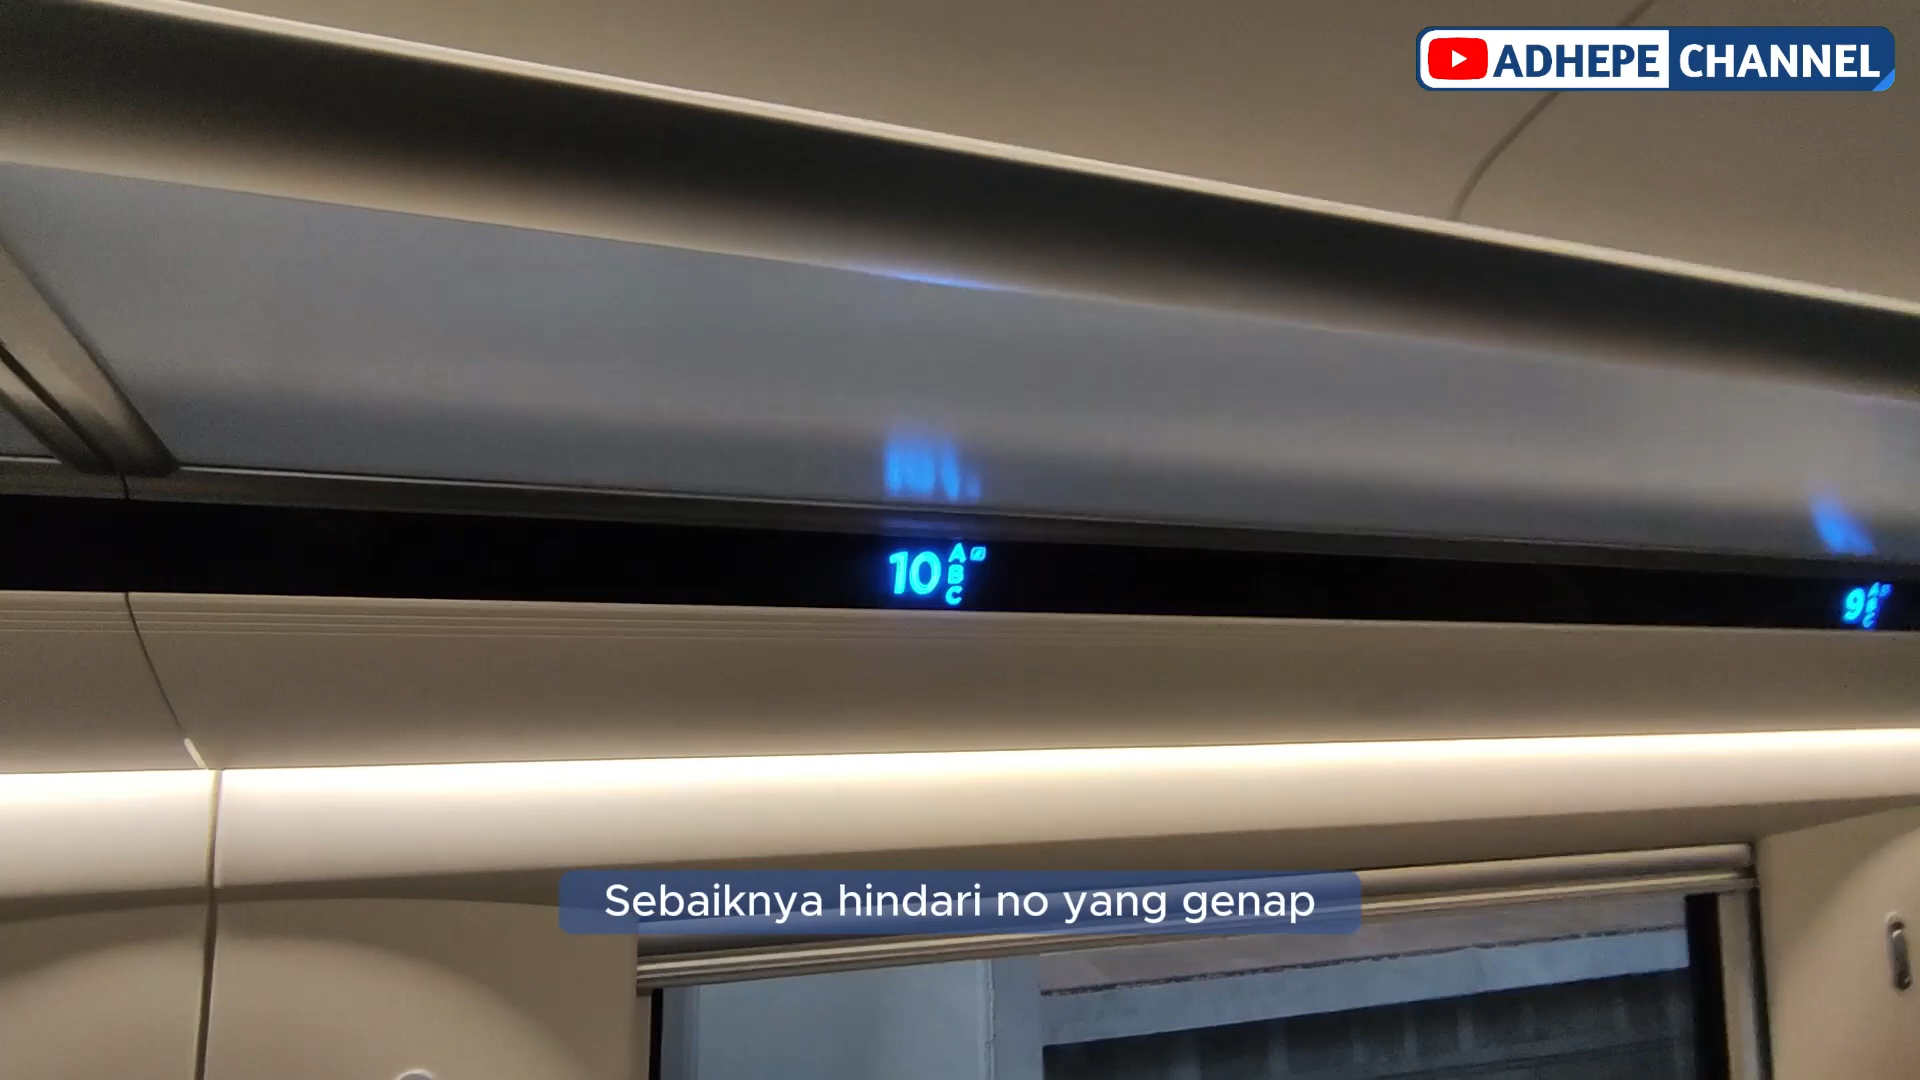 ADHEPE CHANNEL
10 A
B
C
9 A
B
C
Sebaiknya hindari no yang genap